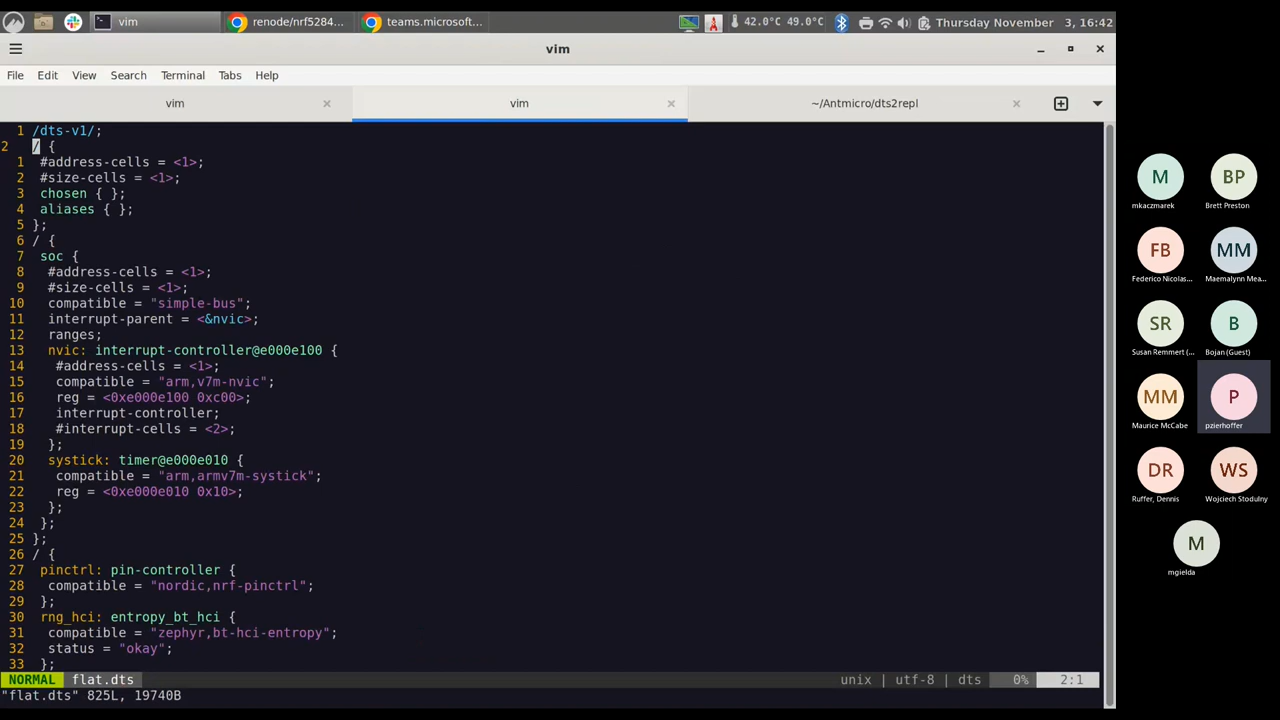 vim
renode/nrf5284...
teams.microsoft...
42.0°C 49.0°C
Thursday November 3, 16:42
vim
File Edit View Search Terminal Tabs Help
vim
vim
~/Antmicro/dts2repl
1 /dts-v1/;
2 / {
1 #address-cells = <1>;
2 #size-cells = <1>;
3 chosen { };
4 aliases { };
5 };
6 / {
7 soc {
8 #address-cells = <1>;
9 #size-cells = <1>;
10 compatible = "simple-bus";
11 interrupt-parent = <&nvic>;
12 ranges;
13 nvic: interrupt-controller@e000e100 {
14 #address-cells = <1>;
15 compatible = "arm,v7m-nvic";
16 reg = <0xe000e100 0xc00>;
17 interrupt-controller;
18 #interrupt-cells = <2>;
19 };
20 systick: timer@e000e010 {
21 compatible = "arm,armv7m-systick";
22 reg = <0xe000e010 0x10>;
23 };
24 };
25 };
26 / {
27 pinctrl: pin-controller {
28 compatible = "nordic,nrf-pinctrl";
29 };
30 rng_hci: entropy_bt_hci {
31 compatible = "zephyr,bt-hci-entropy";
32 status = "okay";
33 };
NORMAL flat.dts unix | utf-8 | dts 0% 2:1
"flat.dts" 825L, 19740B
M BP
mkaczmarek Brett Preston
FB MM
Federico Nicolas... Maemalynn Mea...
SR B
Susan Remmert (... Bojan (Guest)
MM P
Maurice McCabe pzierhoffer
DR WS
Ruffer, Dennis Wojciech Stodulny
M
mgielda